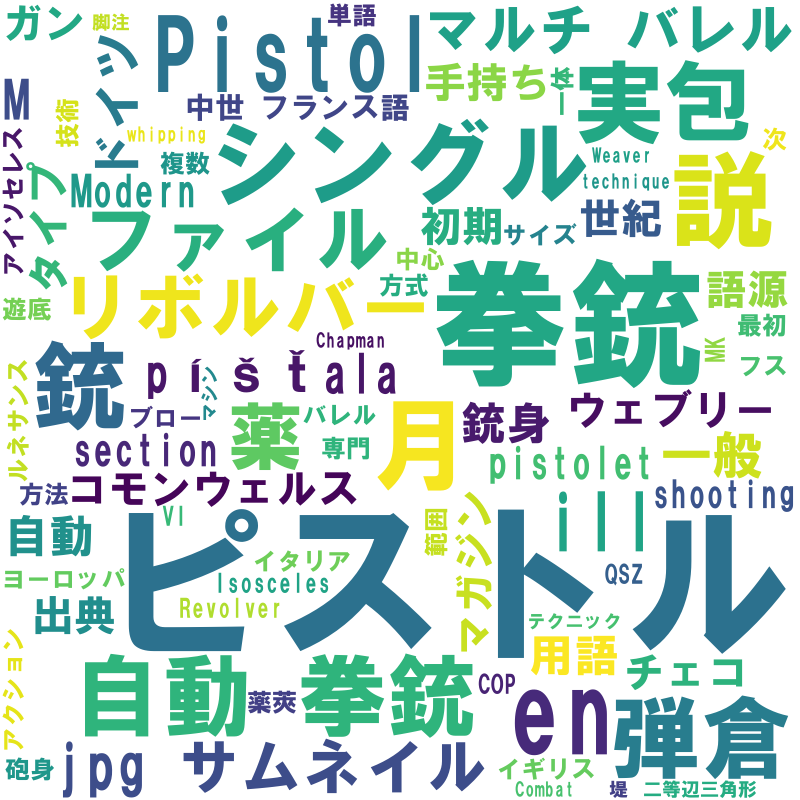 ガン
脚注
Pistol
単語
マルチ バレル
M
技術
ドイツ
中世
フランス語
手持ち
一体
実包
whipping
複数
シングル
Weaver
technique
次
アイソセレス
タイプ
Modern
ファイル
初期
サイズ
世紀
説
遊底
リボルバー
中心
方式
拳銃
語源
最初
Chapman
MK
フス
ルネサンス
銃
píšťala
マシン
ブロー
薬
バレル
専門
月
銃身
ウェブリー
section
pistolet
一般
方法
コモンウェルス
shooting
自動
VI
ピストル
イタリア
範囲
マガジン
ill
ヨーロッパ
Isosceles
QSZ
出典
Revolver
テクニック
アクション
自動 拳銃
用語
チェコ
薬莢
COP
en
弾倉
砲身
jpg
サムネイル
イギリス
Combat
堤
二等辺三角形